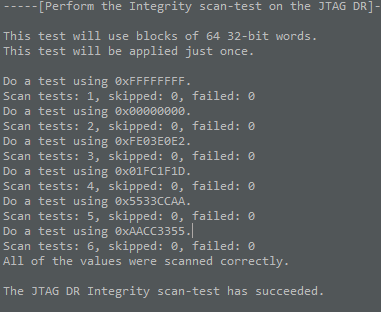 -----[Perform the Integrity scan-test on the JTAG DR]-
This test will use blocks of 64 32-bit words.
This test will be applied just once.
Do a test using 0xFFFFFFFF.
Scan tests: 1, skipped: 0, failed: 0
Do a test using 0x00000000.
Scan tests: 2, skipped: 0, failed: 0
Do a test using 0xFE03E0E2.
Scan tests: 3, skipped: 0, failed: 0
Do a test using 0x01FC1F1D.
Scan tests: 4, skipped: 0, failed: 0
Do a test using 0x5533CCAA.
Scan tests: 5, skipped: 0, failed: 0
Do a test using 0xAACC3355.
Scan tests: 6, skipped: 0, failed: 0
All of the values were scanned correctly.
The JTAG DR Integrity scan-test has succeeded.